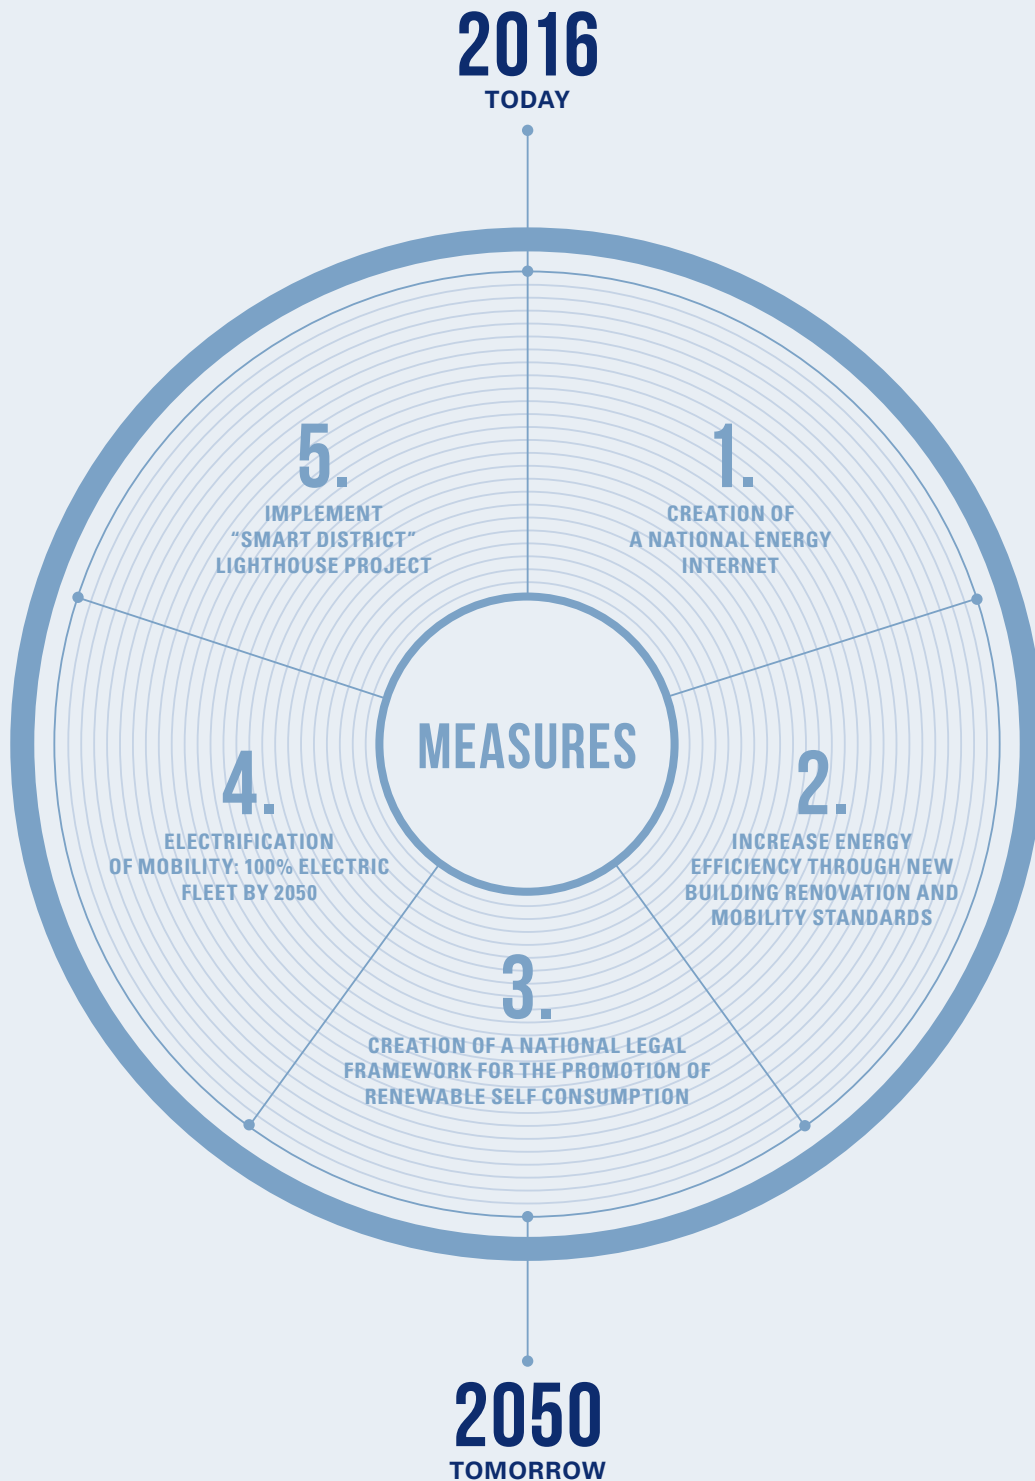 2016
TODAY
5.
IMPLEMENT
“SMART DISTRICT”
LIGHTHOUSE PROJECT
1.
CREATION OF
A NATIONAL ENERGY
INTERNET
MEASURES
4.
ELECTRIFICATION
OF MOBILITY: 100% ELECTRIC
FLEET BY 2050
2.
INCREASE ENERGY
EFFICIENCY THROUGH NEW
BUILDING RENOVATION AND
MOBILITY STANDARDS
3.
CREATION OF A NATIONAL LEGAL
FRAMEWORK FOR THE PROMOTION OF
RENEWABLE SELF CONSUMPTION
2050
TOMORROW